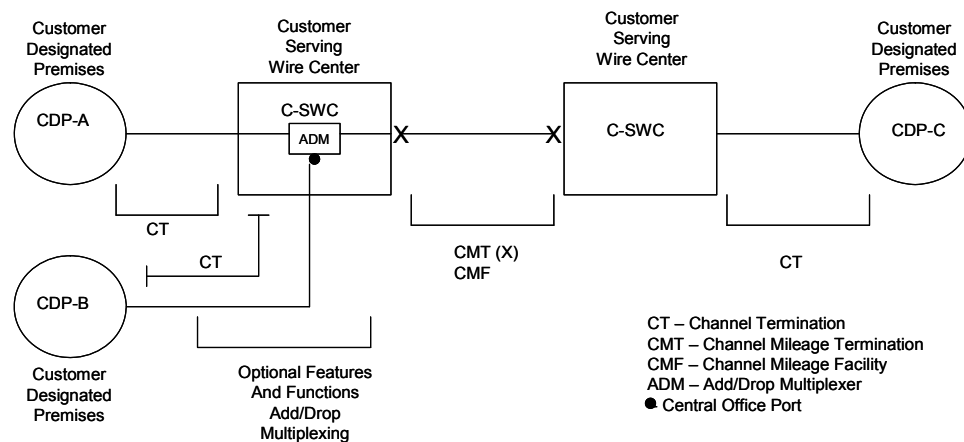 Customer
Designated
Premises
Customer
Serving
Wire Center
Customer
Serving
Wire Center
Customer
Designated
Premises
CDP-A
C-SWC
ADM
X
X
C-SWC
CDP-C
CT
CT
CMT (X)
CMF
CT
CDP-B
Customer
Designated
Premises
Optional Features
And Functions
Add/Drop
Multiplexing
CT – Channel Termination
CMT – Channel Mileage Termination
CMF – Channel Mileage Facility
ADM – Add/Drop Multiplexer
Central Office Port